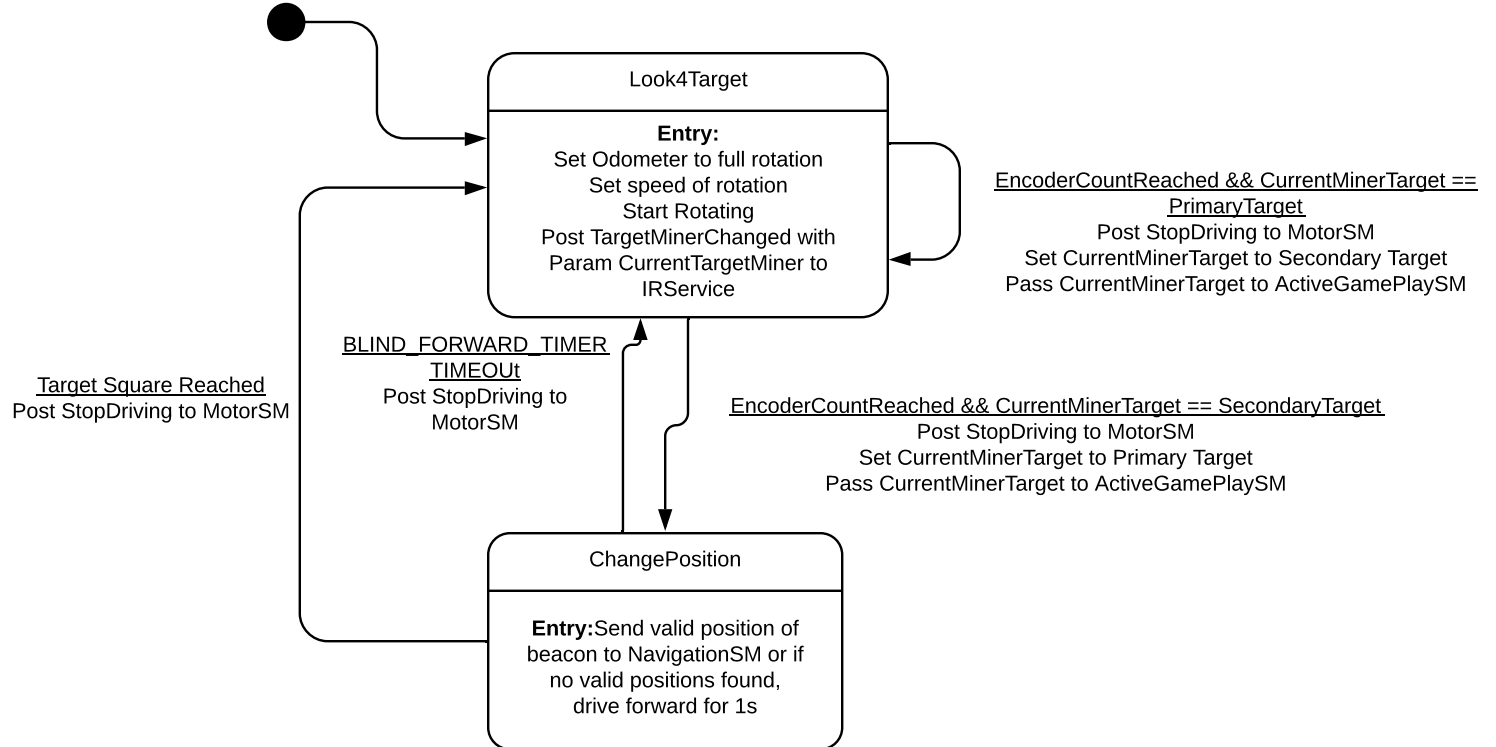 Look4Target
Entry:
Set Odometer to full rotation
Set speed of rotation
Start Rotating
Post TargetMinerChanged with
Param CurrentTargetMiner to
IRService
EncoderCountReached && CurrentMinerTarget ==
PrimaryTarget
Post StopDriving to MotorSM
Set CurrentMinerTarget to Secondary Target
Pass CurrentMinerTarget to ActiveGamePlaySM
BLIND_FORWARD_TIMER
TIMEOUt
Post StopDriving to
MotorSM
Target Square Reached
Post StopDriving to MotorSM
EncoderCountReached && CurrentMinerTarget == SecondaryTarget
Post StopDriving to MotorSM
Set CurrentMinerTarget to Primary Target
Pass CurrentMinerTarget to ActiveGamePlaySM
ChangePosition
Entry:Send valid position of
beacon to NavigationSM or if
no valid positions found,
drive forward for 1s